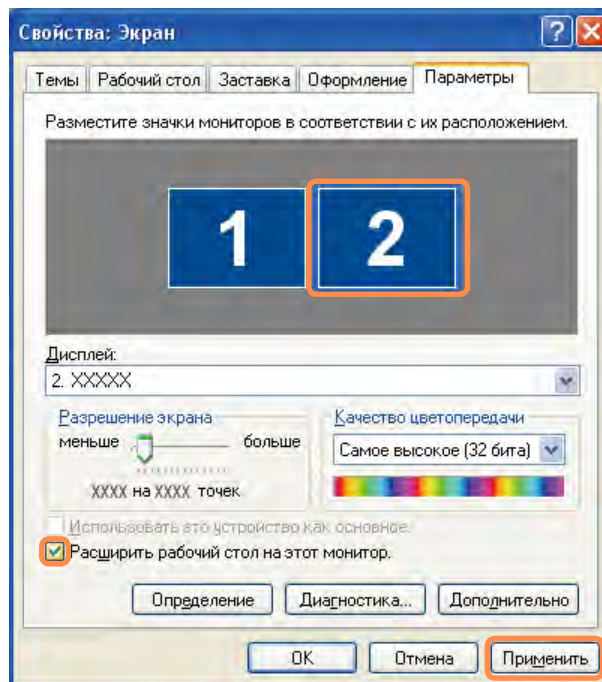 Свойства: Экран
Темы Рабочий стол Заставка Оформление Параметры
Разместите значки мониторов в соответствии с их расположением.
1 2
Дисплей:
2. XXXXX
Разрешение экрана Качество цветопередачи
меньше больше Самое высокое (32 бита)
XXXX на XXXX точек
Использовать это устройство как основное.
Расширить рабочий стол на этот монитор.
Определение Диагностика... Дополнительно
OK Отмена Применить